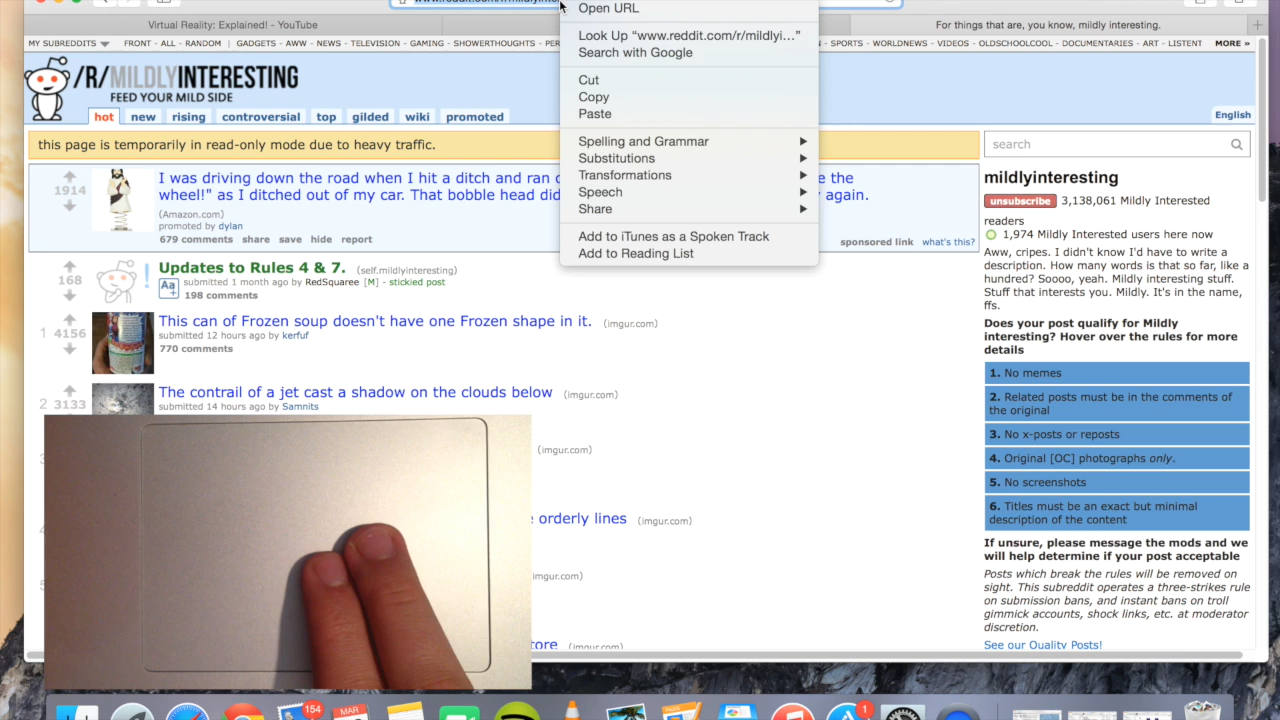 www.reddit.com/r/mildlyinter
Open URL
Look Up “www.reddit.com/r/mildlyi…”
Search with Google
Cut
Copy
Paste
Spelling and Grammar
Substitutions
Transformations
Speech
Share
Add to iTunes as a Spoken Track
Add to Reading List
Virtual Reality: Explained! - YouTube
For things that are, you know, mildly interesting.
MY SUBREDDITS
FRONT - ALL - RANDOM | GADGETS - AWW - NEWS - TELEVISION - GAMING - SHOWERTHOUGHTS - PER
- SPORTS - WORLDNEWS - VIDEOS - OLDSCHOOLCOOL - DOCUMENTARIES - ART - LISTENT
MORE »
/R/MILDLYINTERESTING
FEED YOUR MILD SIDE
hot new rising controversial top gilded wiki promoted
English
this page is temporarily in read-only mode due to heavy traffic.
1914
I was driving down the road when I hit a ditch and ran
e the
wheel!" as I ditched out of my car. That bobble head did
again.
(Amazon.com)
promoted by dylan
679 comments share save hide report
sponsored link what's this?
168
Updates to Rules 4 & 7. (self.mildlyinteresting)
Aa+
submitted 1 month ago by RedSquaree [M] - stickied post
198 comments
1 4156
This can of Frozen soup doesn't have one Frozen shape in it. (imgur.com)
submitted 12 hours ago by kerfuf
770 comments
2 3133
The contrail of a jet cast a shadow on the clouds below (imgur.com)
submitted 14 hours ago by Samnits
(imgur.com)
orderly lines (imgur.com)
imgur.com)
tore (imgur.com)
search
mildlyinteresting
unsubscribe 3,138,061 Mildly Interested
readers
1,974 Mildly Interested users here now
Aww, cripes. I didn't know I'd have to write a
description. How many words is that so far, like a
hundred? Soooo, yeah. Mildly interesting stuff.
Stuff that interests you. Mildly. It's in the name,
ffs.
Does your post qualify for Mildly
interesting? Hover over the rules for more
details
1. No memes
2. Related posts must be in the comments of
the original
3. No x-posts or reposts
4. Original [OC] photographs only.
5. No screenshots
6. Titles must be an exact but minimal
description of the content
If unsure, please message the mods and we
will help determine if your post acceptable
Posts which break the rules will be removed on
sight. This subreddit operates a three-strikes rule
on submission bans, and instant bans on troll
gimmick accounts, shock links, etc. at moderator
discretion.
See our Quality Posts!
154
MAR
1